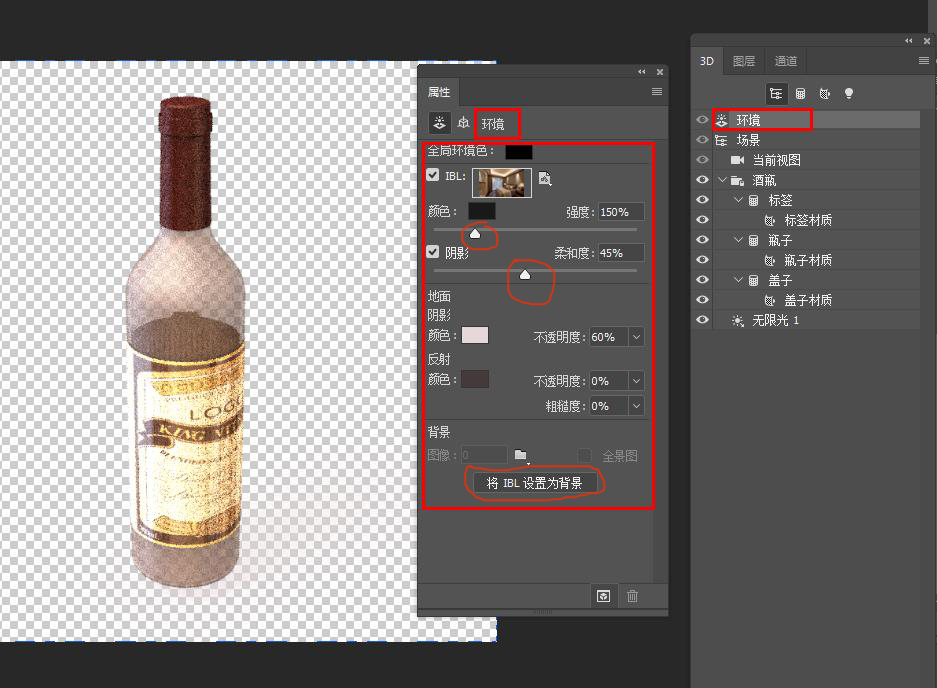 属性
环境
全局环境色：
IBL:
颜色：
强度: 150%
阴影
柔和度: 45%
地面
阴影
颜色：
不透明度: 60%
反射
颜色：
不透明度: 0%
粗糙度: 0%
背景
图像: 0
全景图
将 IBL 设置为背景
3D
图层
通道
环境
场景
当前视图
酒瓶
标签
标签材质
瓶子
瓶子材质
盖子
盖子材质
无限光 1
LOG
KING